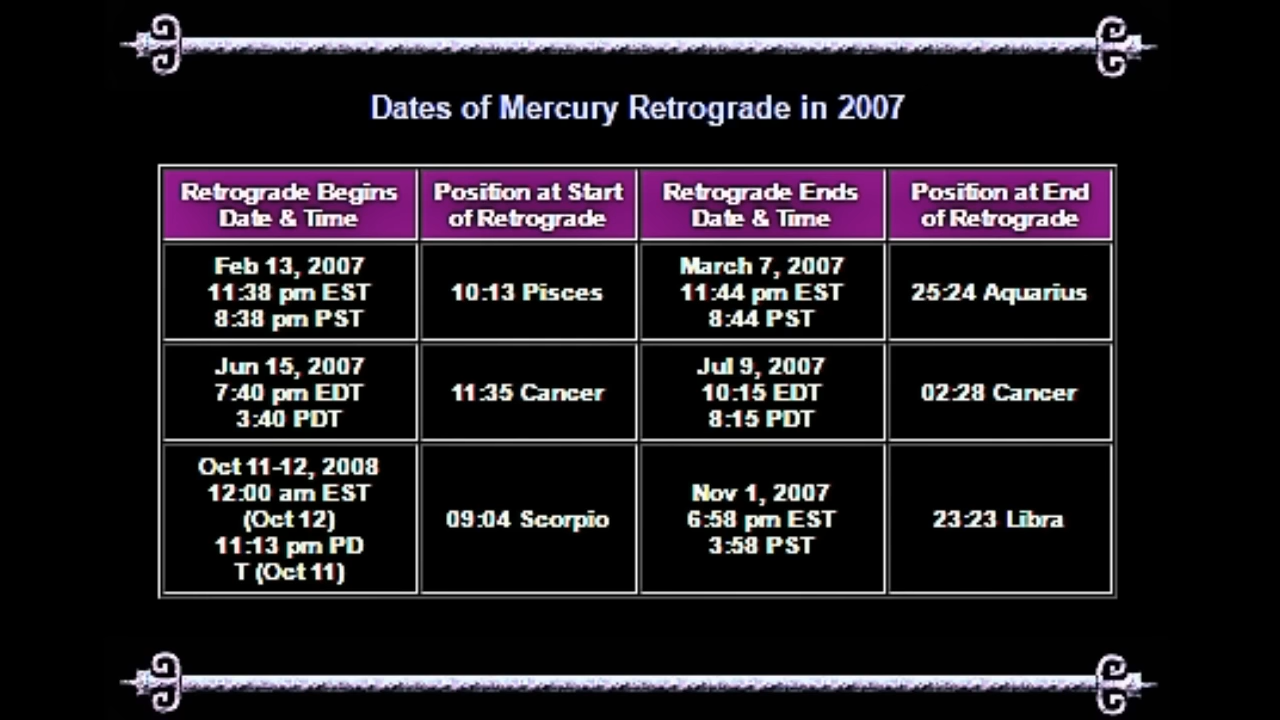 Dates of Mercury Retrograde in 2007
Retrograde Begins
Date & Time
Position at Start
of Retrograde
Retrograde Ends
Date & Time
Position at End
of Retrograde
Feb 13, 2007
11:38 pm EST
8:38 pm PST
10:13 Pisces
March 7, 2007
11:44 pm EST
8:44 PST
25:24 Aquarius
Jun 15, 2007
7:40 pm EDT
3:40 PDT
11:35 Cancer
Jul 9, 2007
10:15 EDT
8:15 PDT
02:28 Cancer
Oct 11-12, 2008
12:00 am EST
(Oct 12)
11:13 pm PD
T (Oct 11)
09:04 Scorpio
Nov 1, 2007
6:58 pm EST
3:58 PST
23:23 Libra